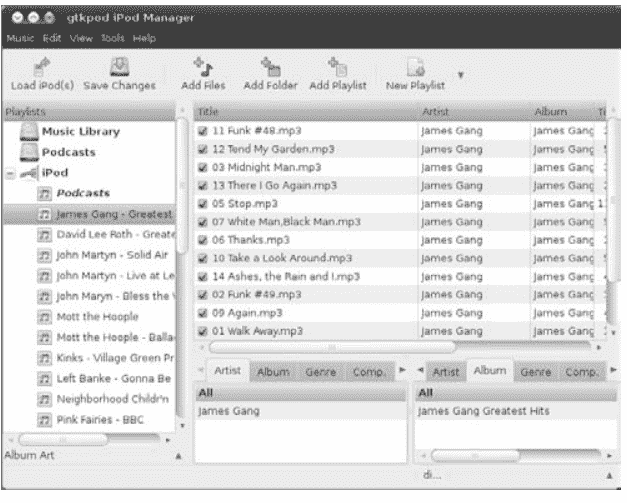 gtkpod iPod Manager
Music Edit View Tools Help
Load iPod(s) Save Changes Add Files Add Folder Add Playlist New Playlist
Playlists
Music Library
Podcasts
iPod
Podcasts
James Gang - Greatest
David Lee Roth - Greate
John Martyn - Solid Air
John Martyn - Live at Le
John Maryn - Bless the
Mott the Hoople
Mott the Hoople - Balla
Kinks - Village Green Pr
Left Banke - Gonna Be
Neighborhood Childr'n
Pink Fairies - BBC
Album Art
Title Artist Album Ti
11 Funk #48.mp3 James Gang James Gang
12 Tend My Garden.mp3 James Gang James Gang
03 Midnight Man.mp3 James Gang James Gang
13 There I Go Again.mp3 James Gang James Gang
05 Stop.mp3 James Gang James Gang 1
07 White Man,Black Man.mp3 James Gang James Gang
06 Thanks.mp3 James Gang James Gang
10 Take a Look Around.mp3 James Gang James Gang
14 Ashes, the Rain and I.mp3 James Gang James Gang
02 Funk #49.mp3 James Gang James Gang
09 Again.mp3 James Gang James Gang
01 Walk Away.mp3 James Gang James Gang
Artist Album Genre Comp.
All
James Gang
Artist Album Genre Comp.
All
James Gang Greatest Hits
di...